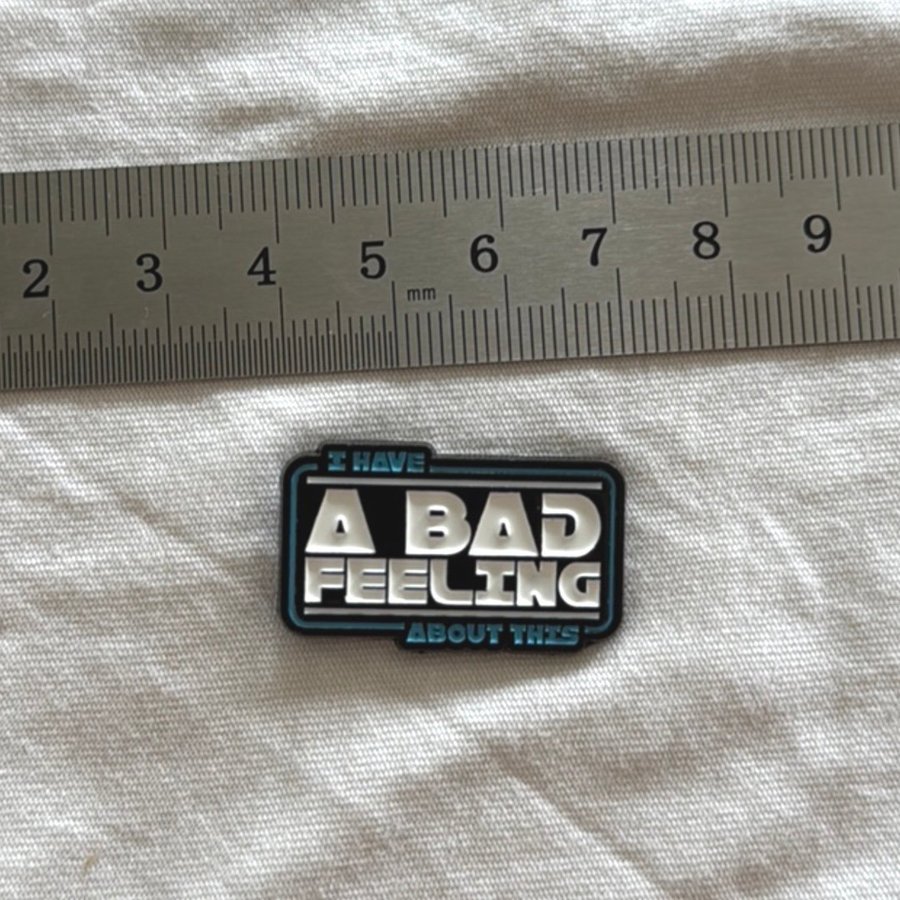 2 3 4 5 6 7 8 9
mm
I HAVE
A BAD
FEELING
ABOUT THIS